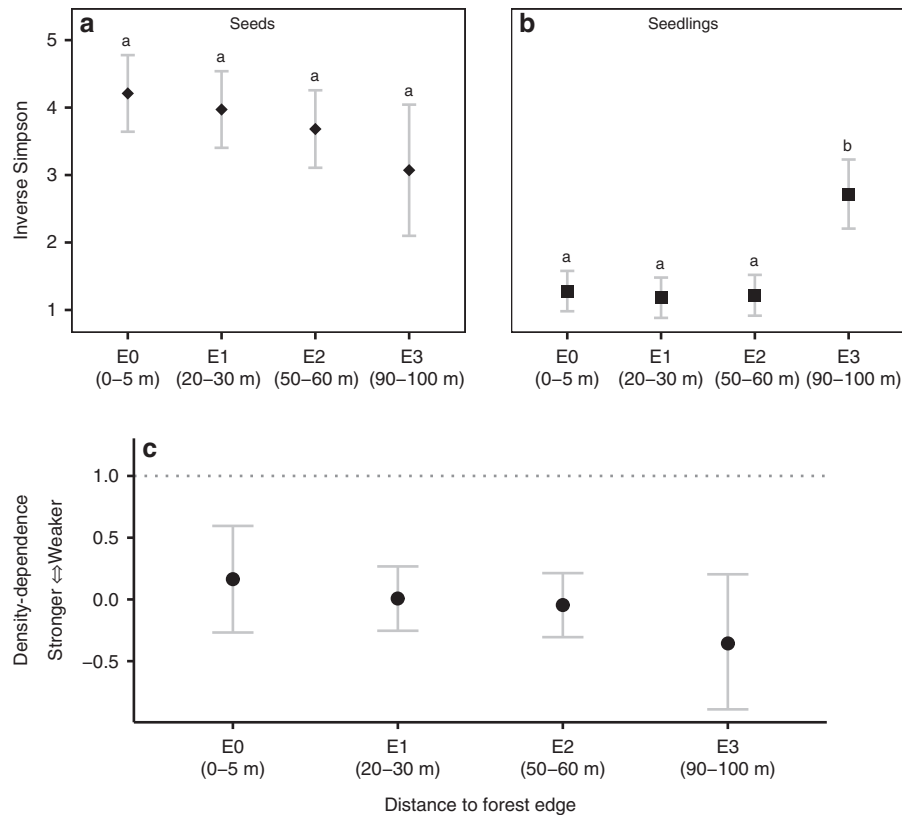 a
Seeds
b
Seedlings
Inverse Simpson
5
4
3
2
1
a
a
a
a
a
a
a
b
E0
(0–5 m)
E1
(20–30 m)
E2
(50–60 m)
E3
(90–100 m)
E0
(0–5 m)
E1
(20–30 m)
E2
(50–60 m)
E3
(90–100 m)
c
Density-dependence
Stronger ⇔Weaker
1.0
0.5
0.0
−0.5
E0
(0–5 m)
E1
(20–30 m)
E2
(50–60 m)
E3
(90–100 m)
Distance to forest edge